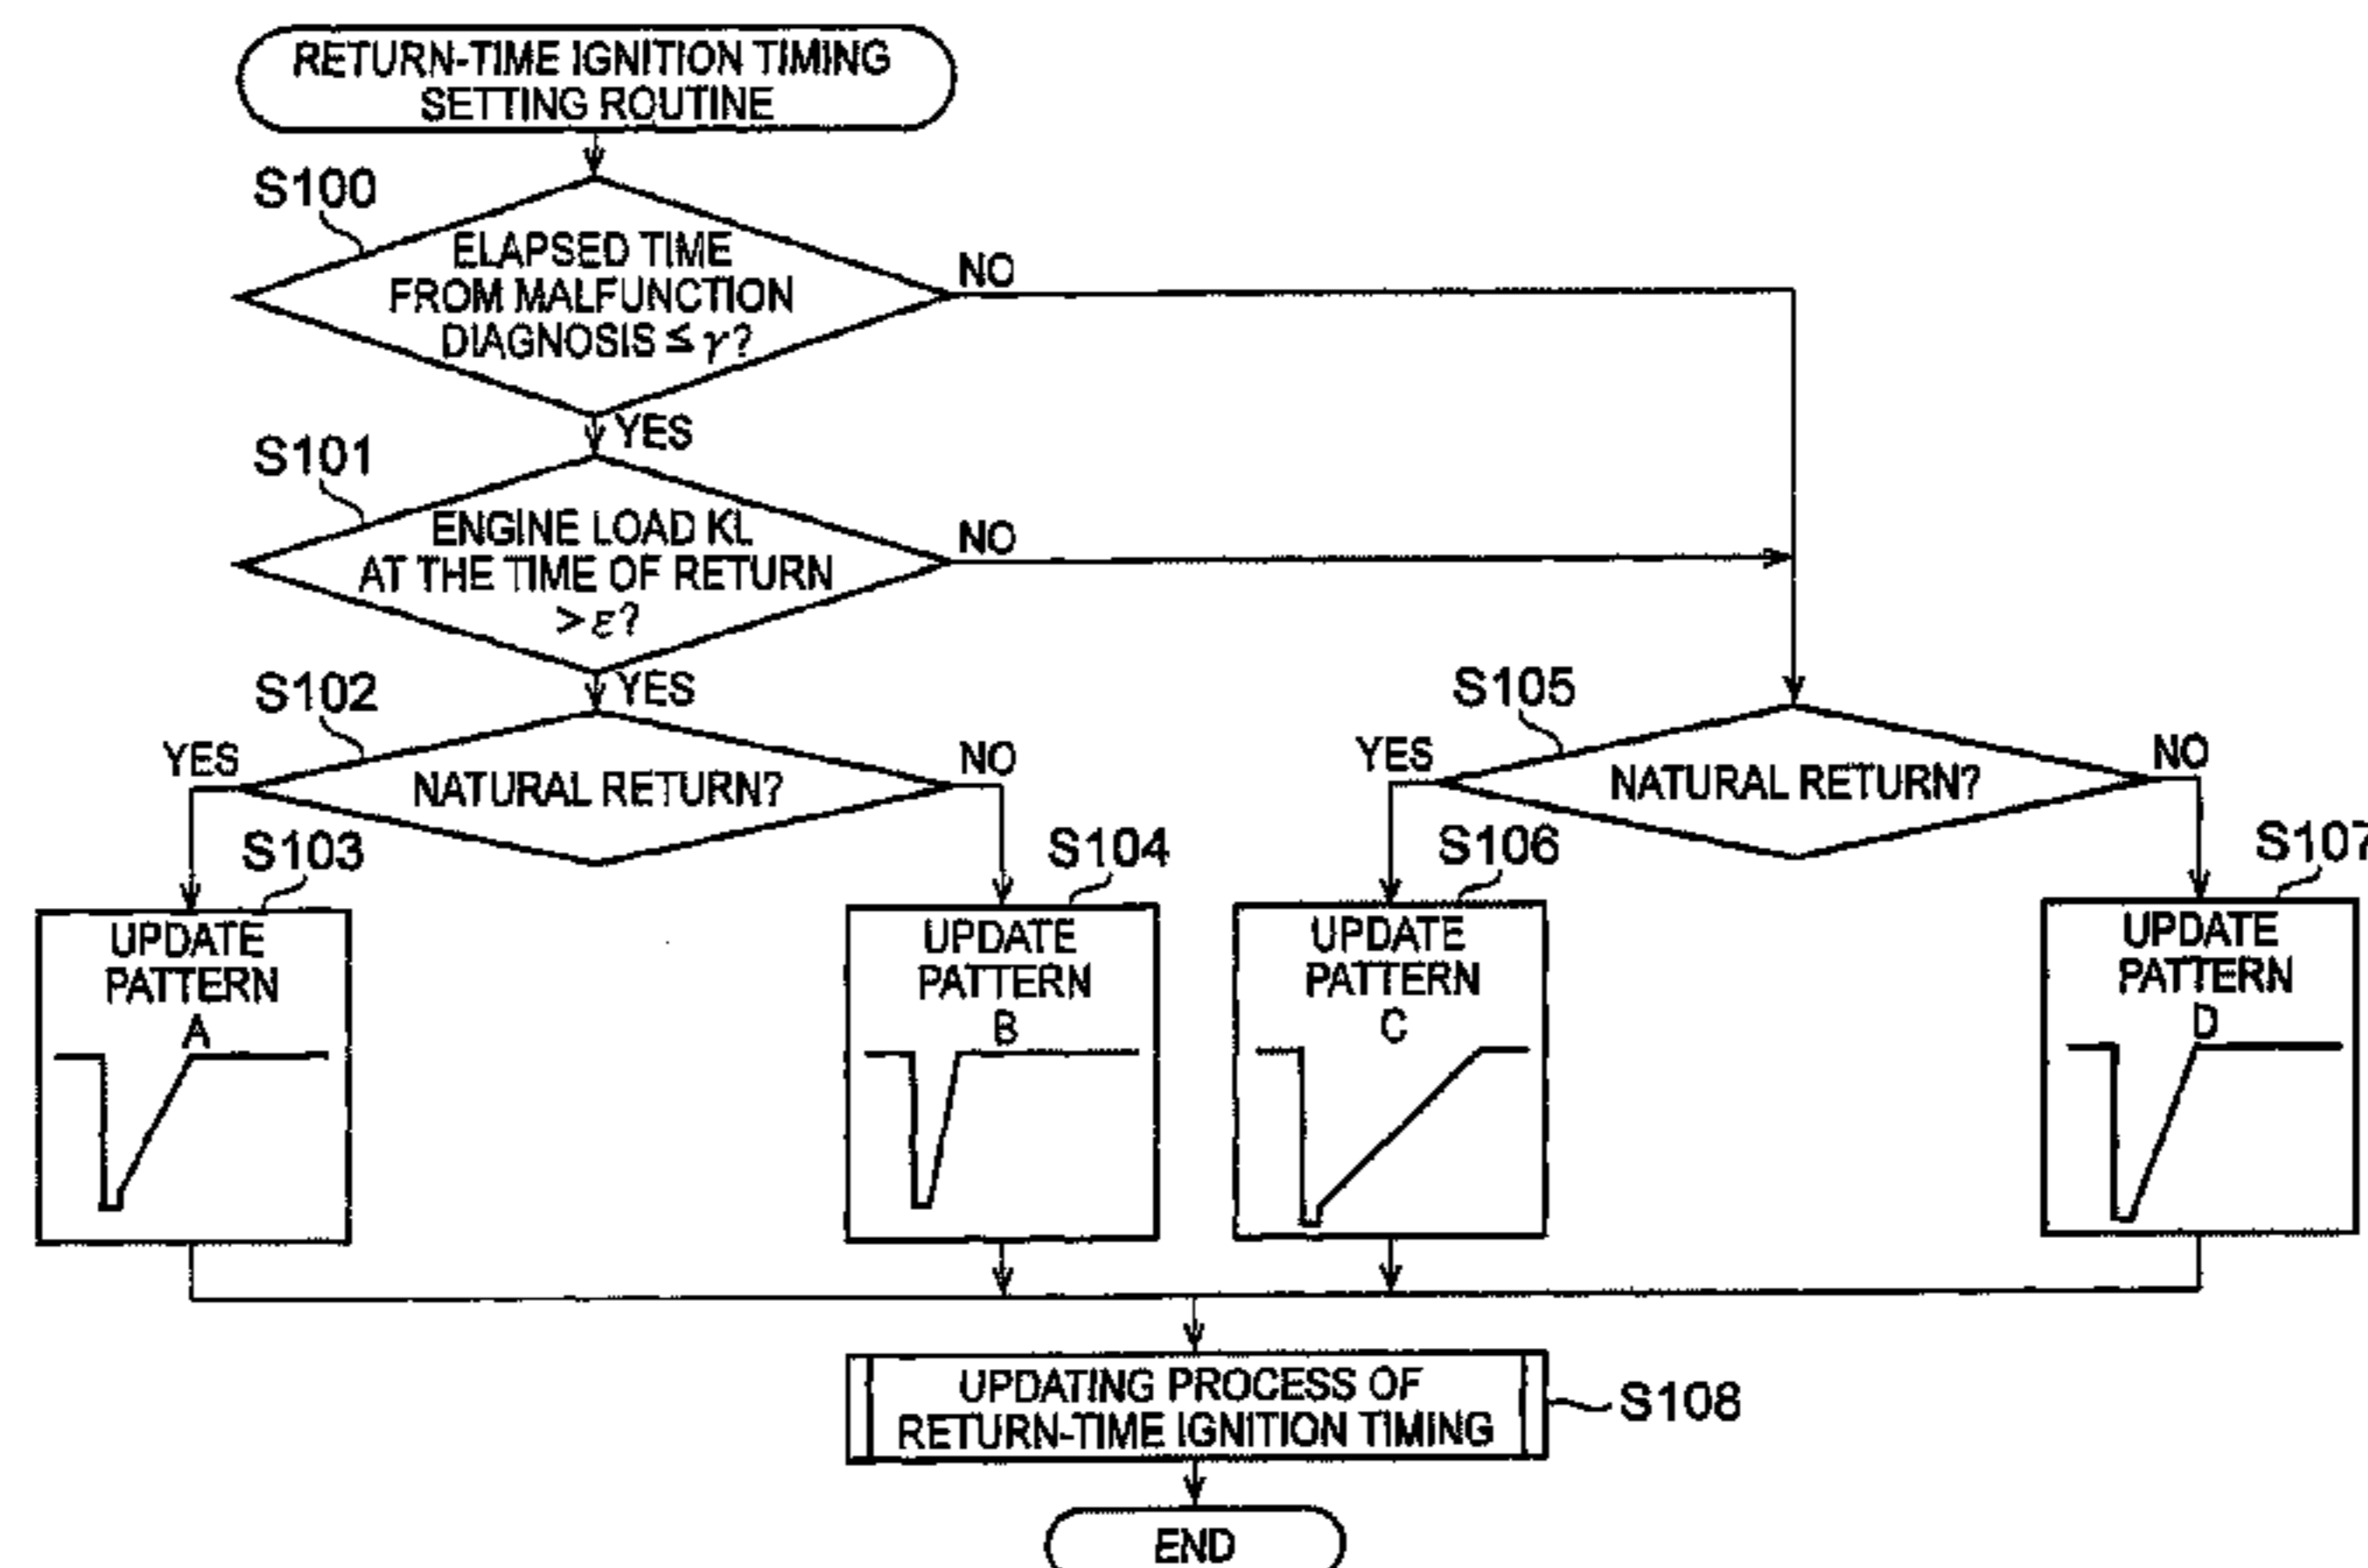 RETURN-TIME IGNITION TIMING
SETTING ROUTINE
S100
ELAPSED TIME
FROM MALFUNCTION
DIAGNOSIS ≤ γ?
NO
YES
S101
ENGINE LOAD KL
AT THE TIME OF RETURN
> ε?
NO
YES
S102
NATURAL RETURN?
YES
NO
S105
NATURAL RETURN?
YES
NO
S103
UPDATE
PATTERN
A
S104
UPDATE
PATTERN
B
S106
UPDATE
PATTERN
C
S107
UPDATE
PATTERN
D
UPDATING PROCESS OF
RETURN-TIME IGNITION TIMING
S108
END